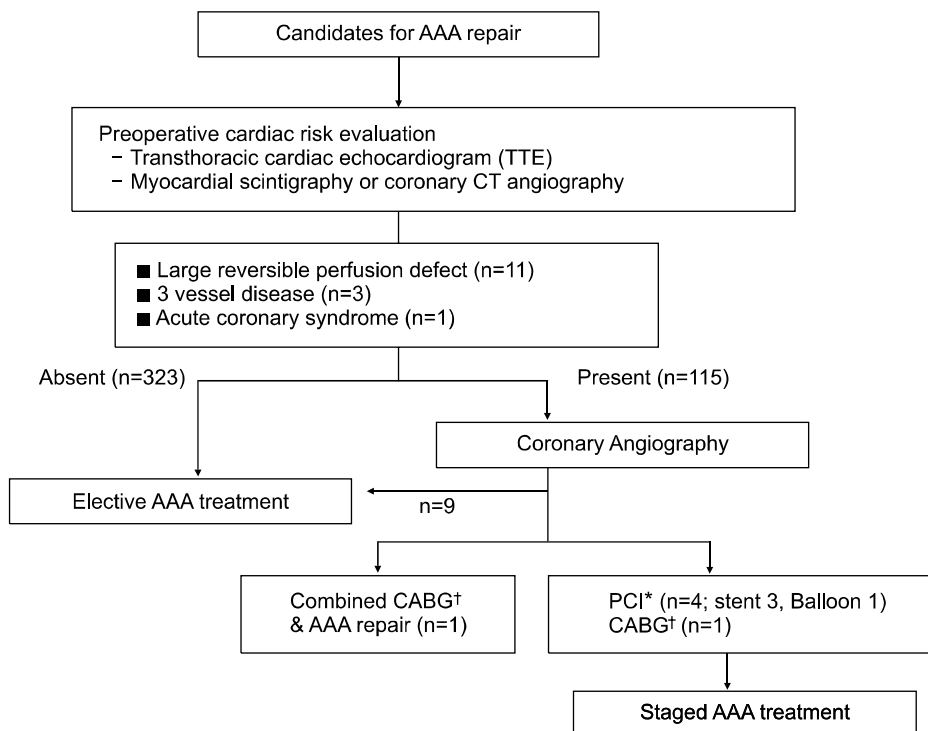 Candidates for AAA repair
Preoperative cardiac risk evaluation
− Transthoracic cardiac echocardiogram (TTE)
− Myocardial scintigraphy or coronary CT angiography
■ Large reversible perfusion defect (n=11)
■ 3 vessel disease (n=3)
■ Acute coronary syndrome (n=1)
Absent (n=323)
Present (n=115)
Coronary Angiography
Elective AAA treatment
n=9
Combined CABG†
& AAA repair (n=1)
PCI* (n=4; stent 3, Balloon 1)
CABG† (n=1)
Staged AAA treatment